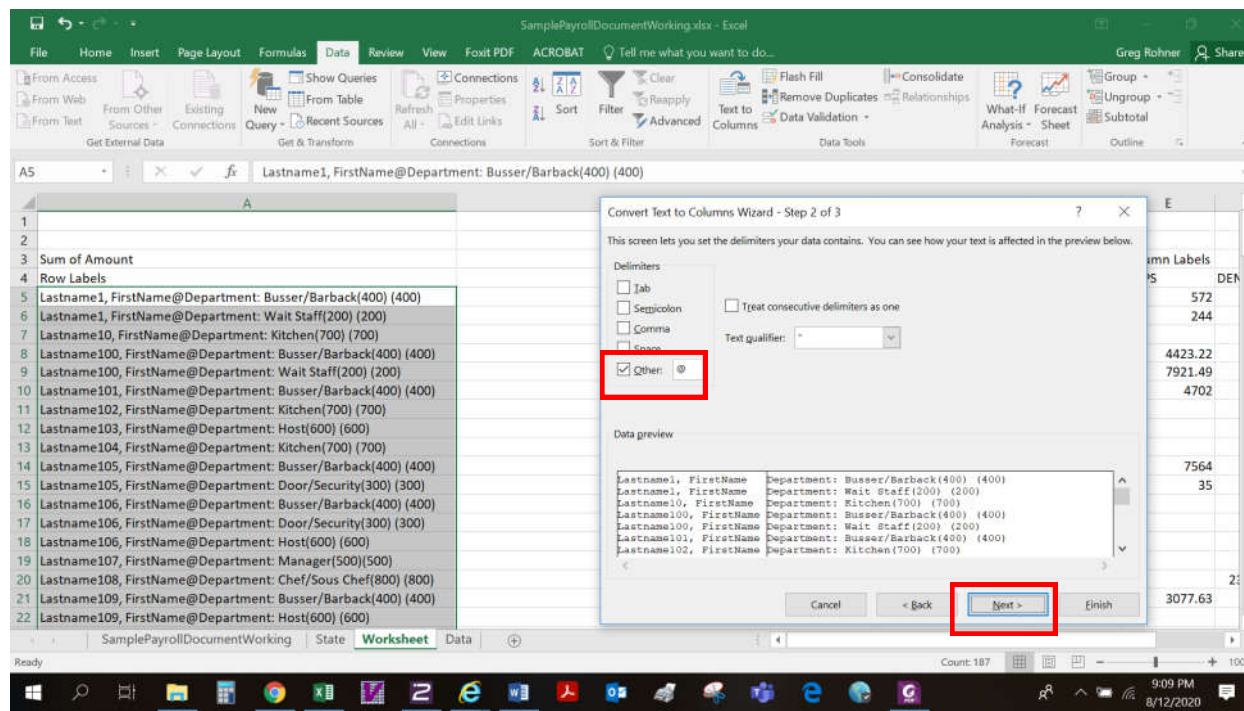 SamplePayrollDocumentWorking.xlsx - Excel
File Home Insert Page Layout Formulas Data Review View Foxit PDF ACROBAT Tell me what you want to do... Greg Rohner Share
From Access
From Web
From Text
From Other Sources
Existing Connections
Get External Data
New Query
Show Queries
From Table
Recent Sources
Get & Transform
Refresh All
Connections
Properties
Edit Links
Connections
Sort
Filter
Clear
Reapply
Advanced
Sort & Filter
Text to Columns
Flash Fill
Remove Duplicates
Data Validation
Consolidate
Relationships
Data Tools
What-If Analysis
Forecast Sheet
Forecast
Group
Ungroup
Subtotal
Outline
A5 fx Lastname1, FirstName@Department: Busser/Barback(400) (400)
A E
1
2
3 Sum of Amount mn Labels
4 Row Labels DEN
5 Lastname1, FirstName@Department: Busser/Barback(400) (400) 572
6 Lastname1, FirstName@Department: Wait Staff(200) (200) 244
7 Lastname10, FirstName@Department: Kitchen(700) (700)
8 Lastname100, FirstName@Department: Busser/Barback(400) (400) 4423.22
9 Lastname100, FirstName@Department: Wait Staff(200) (200) 7921.49
10 Lastname101, FirstName@Department: Busser/Barback(400) (400) 4702
11 Lastname102, FirstName@Department: Kitchen(700) (700)
12 Lastname103, FirstName@Department: Host(600) (600)
13 Lastname104, FirstName@Department: Kitchen(700) (700)
14 Lastname105, FirstName@Department: Busser/Barback(400) (400) 7564
15 Lastname105, FirstName@Department: Door/Security(300) (300) 35
16 Lastname106, FirstName@Department: Busser/Barback(400) (400)
17 Lastname106, FirstName@Department: Door/Security(300) (300)
18 Lastname106, FirstName@Department: Host(600) (600)
19 Lastname107, FirstName@Department: Manager(500)(500)
20 Lastname108, FirstName@Department: Chef/Sous Chef(800) (800)
21 Lastname109, FirstName@Department: Busser/Barback(400) (400) 3077.63
22 Lastname109, FirstName@Department: Host(600) (600)
Convert Text to Columns Wizard - Step 2 of 3 ?
This screen lets you set the delimiters your data contains. You can see how your text is affected in the preview below.
Delimiters
Tab
Semicolon
Comma
Space
Other: @
Treat consecutive delimiters as one
Text qualifier: "
Data preview
Lastname1, FirstName Department: Busser/Barback(400) (400)
Lastname1, FirstName Department: Wait Staff(200) (200)
Lastname10, FirstName Department: Kitchen(700) (700)
Lastname100, FirstName Department: Busser/Barback(400) (400)
Lastname100, FirstName Department: Wait Staff(200) (200)
Lastname101, FirstName Department: Busser/Barback(400) (400)
Lastname102, FirstName Department: Kitchen(700) (700)
Cancel < Back Next > Finish
SamplePayrollDocumentWorking State Worksheet Data
Ready Count: 187 100
9:09 PM
8/12/2020